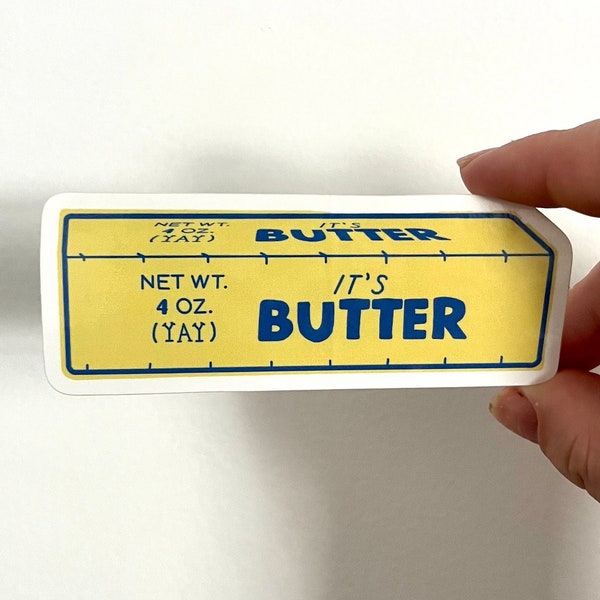 NET WT.
4 OZ.
(YAY)
IT'S
BUTTER
NET WT.
4 OZ.
(YAY)
IT'S
BUTTER